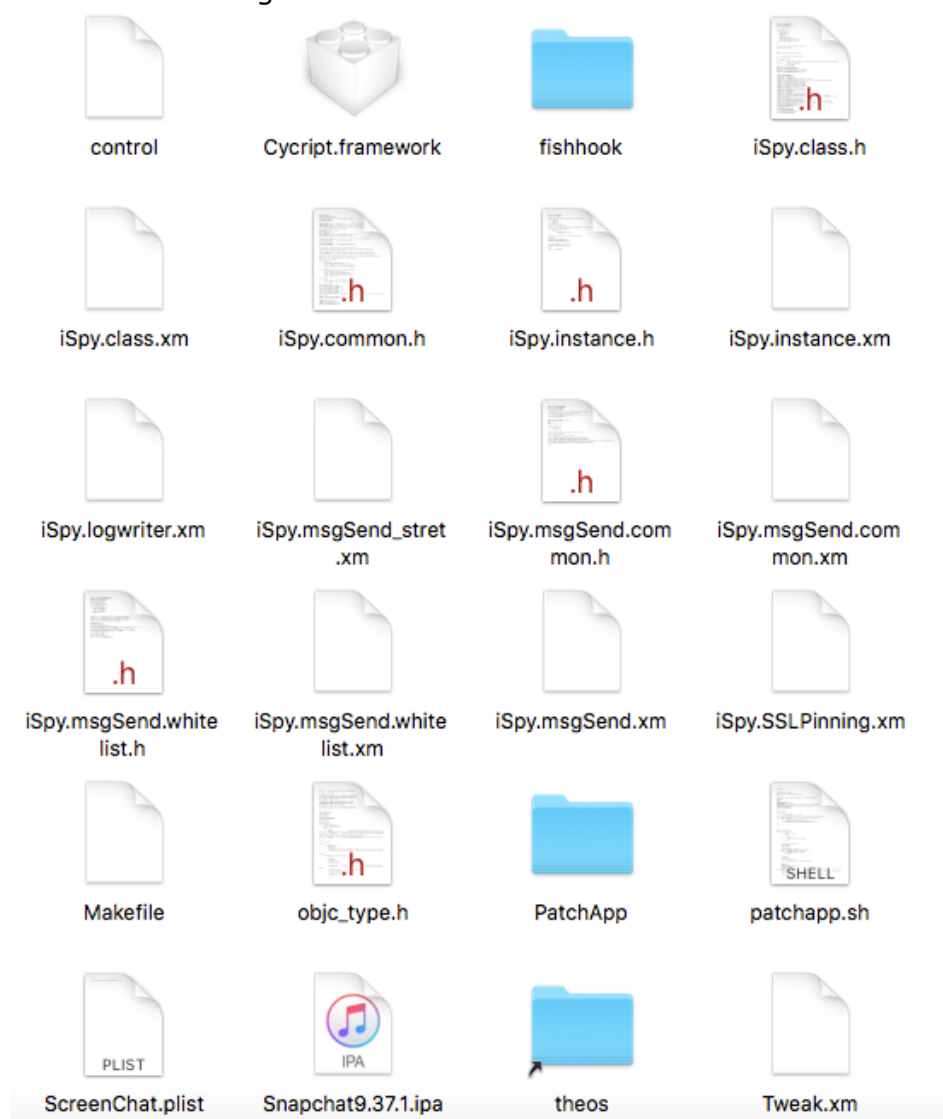 control
Cycript.framework
fishhook
.h
iSpy.class.h
iSpy.class.xm
.h
iSpy.common.h
.h
iSpy.instance.h
iSpy.instance.xm
iSpy.logwriter.xm
iSpy.msgSend_stret
.xm
.h
iSpy.msgSend.com
mon.h
iSpy.msgSend.com
mon.xm
.h
iSpy.msgSend.white
list.h
iSpy.msgSend.white
list.xm
iSpy.msgSend.xm
iSpy.SSLPinning.xm
Makefile
.h
objc_type.h
PatchApp
SHELL
patchapp.sh
PLIST
ScreenChat.plist
IPA
Snapchat9.37.1.ipa
theos
Tweak.xm